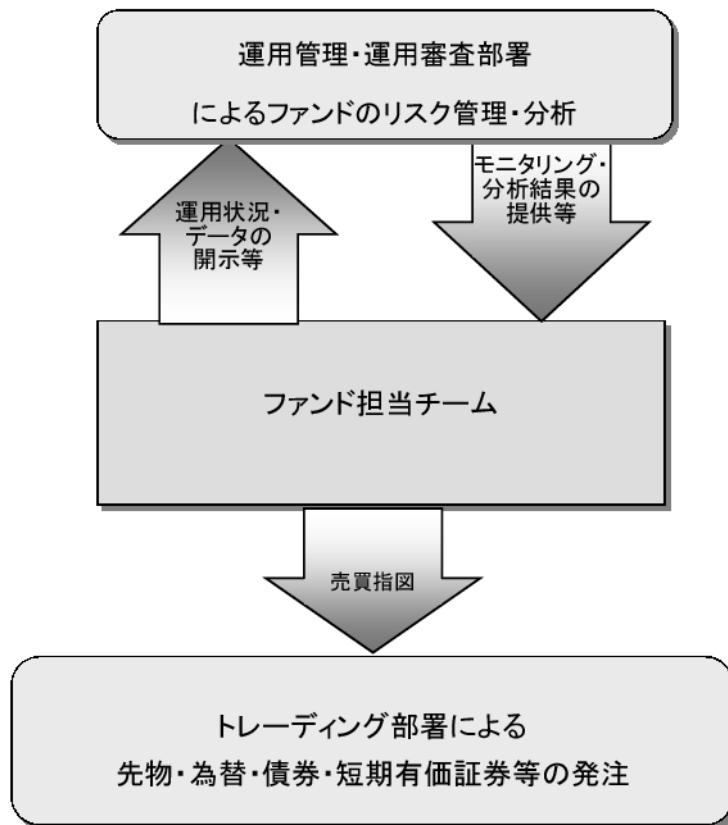 運用管理・運用審査部署
によるファンドのリスク管理・分析
運用状況・
データの
開示等
モニタリング・
分析結果の
提供等
ファンド担当チーム
売買指図
トレーディング部署による
先物・為替・債券・短期有価証券等の発注